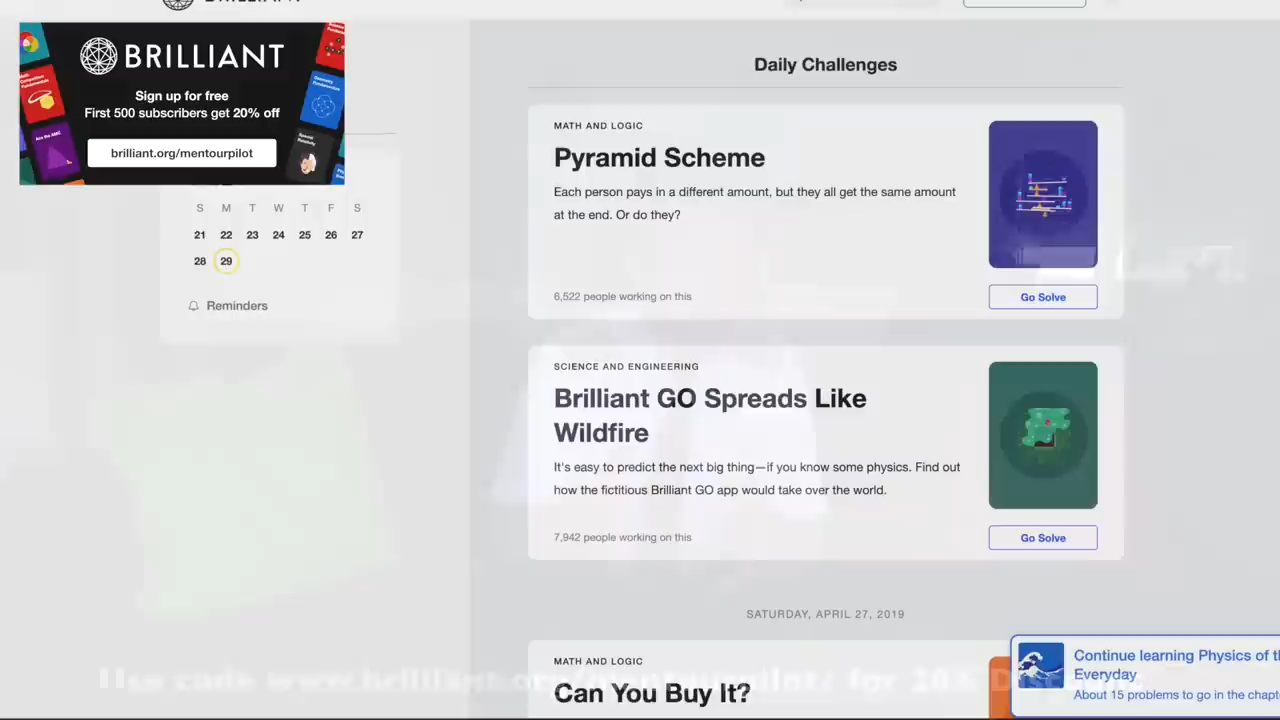 BRILLIANT
Sign up for free
First 500 subscribers get 20% off
brilliant.org/mentourpilot
S M T W T F S
21 22 23 24 25 26 27
28 29
Reminders
Daily Challenges
MATH AND LOGIC
Pyramid Scheme
Each person pays in a different amount, but they all get the same amount
at the end. Or do they?
6,522 people working on this
Go Solve
SCIENCE AND ENGINEERING
Brilliant GO Spreads Like
Wildfire
It's easy to predict the next big thing—if you know some physics. Find out
how the fictitious Brilliant GO app would take over the world.
7,942 people working on this
Go Solve
SATURDAY, APRIL 27, 2019
MATH AND LOGIC
Can You Buy It?
Continue learning Physics of
Everyday
About 15 problems to go in the